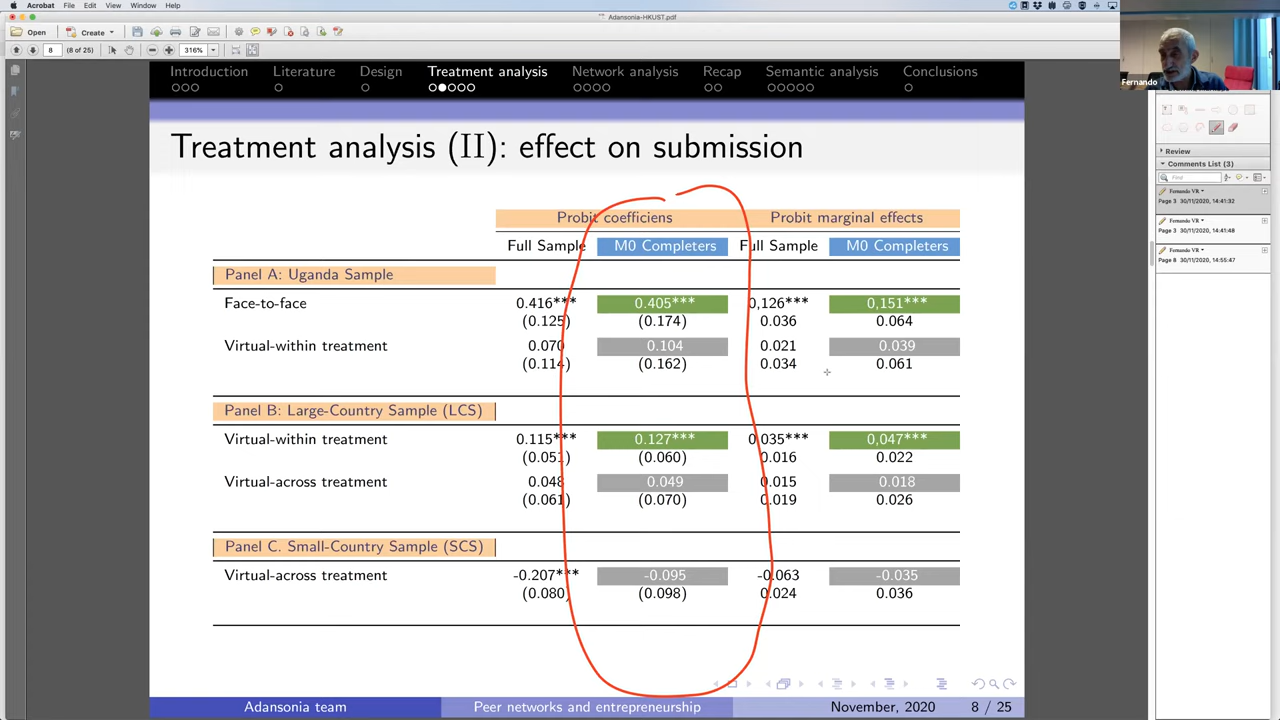 Acrobat File Edit View Window Help
Adansonia-HKUST.pdf
Open Create
8 (8 of 25) 316%
Introduction Literature Design Treatment analysis Network analysis Recap Semantic analysis Conclusions
Treatment analysis (II): effect on submission
Probit coefficiens Probit marginal effects
Full Sample M0 Completers Full Sample M0 Completers
Panel A: Uganda Sample
Face-to-face 0.416*** 0.405*** 0,126*** 0,151***
(0.125) (0.174) 0.036 0.064
Virtual-within treatment 0.070 0.104 0.021 0.039
(0.114) (0.162) 0.034 0.061
Panel B: Large-Country Sample (LCS)
Virtual-within treatment 0.115*** 0.127*** 0.035*** 0,047***
(0.051) (0.060) 0.016 0.022
Virtual-across treatment 0.048 0.049 0.015 0.018
(0.061) (0.070) 0.019 0.026
Panel C. Small-Country Sample (SCS)
Virtual-across treatment -0.207*** -0.095 -0.063 -0.035
(0.080) (0.098) 0.024 0.036
Adansonia team Peer networks and entrepreneurship November, 2020 8 / 25
Fernando
Review
Comments List (3)
Find
Fernando VR
Page 3 30/11/2020, 14:41:32
Fernando VR
Page 3 30/11/2020, 14:41:48
Fernando VR
Page 8 30/11/2020, 14:55:47